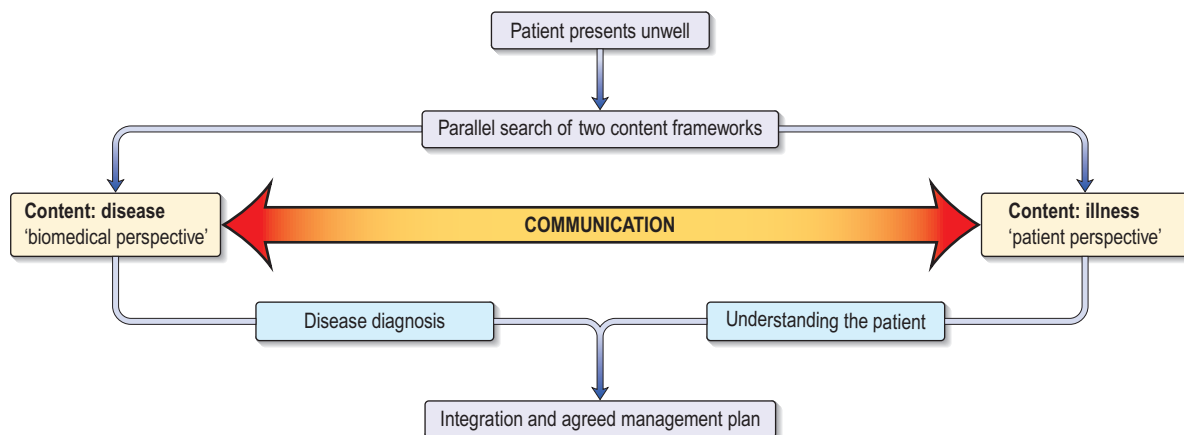 Patient presents unwell
Parallel search of two content frameworks
Content: disease
‘biomedical perspective’
COMMUNICATION
Content: illness
‘patient perspective’
Disease diagnosis
Understanding the patient
Integration and agreed management plan